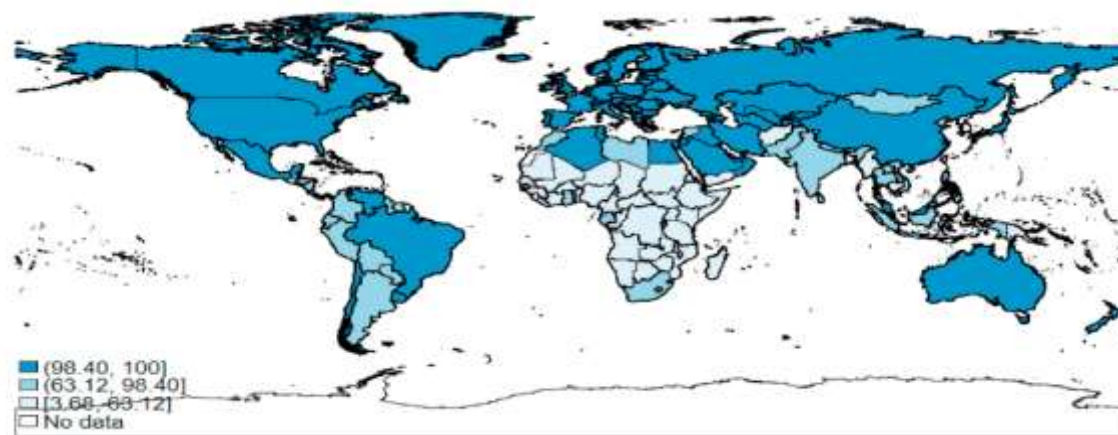 (98.40, 100]
(63.12, 98.40]
[3.68, 63.12]
No data